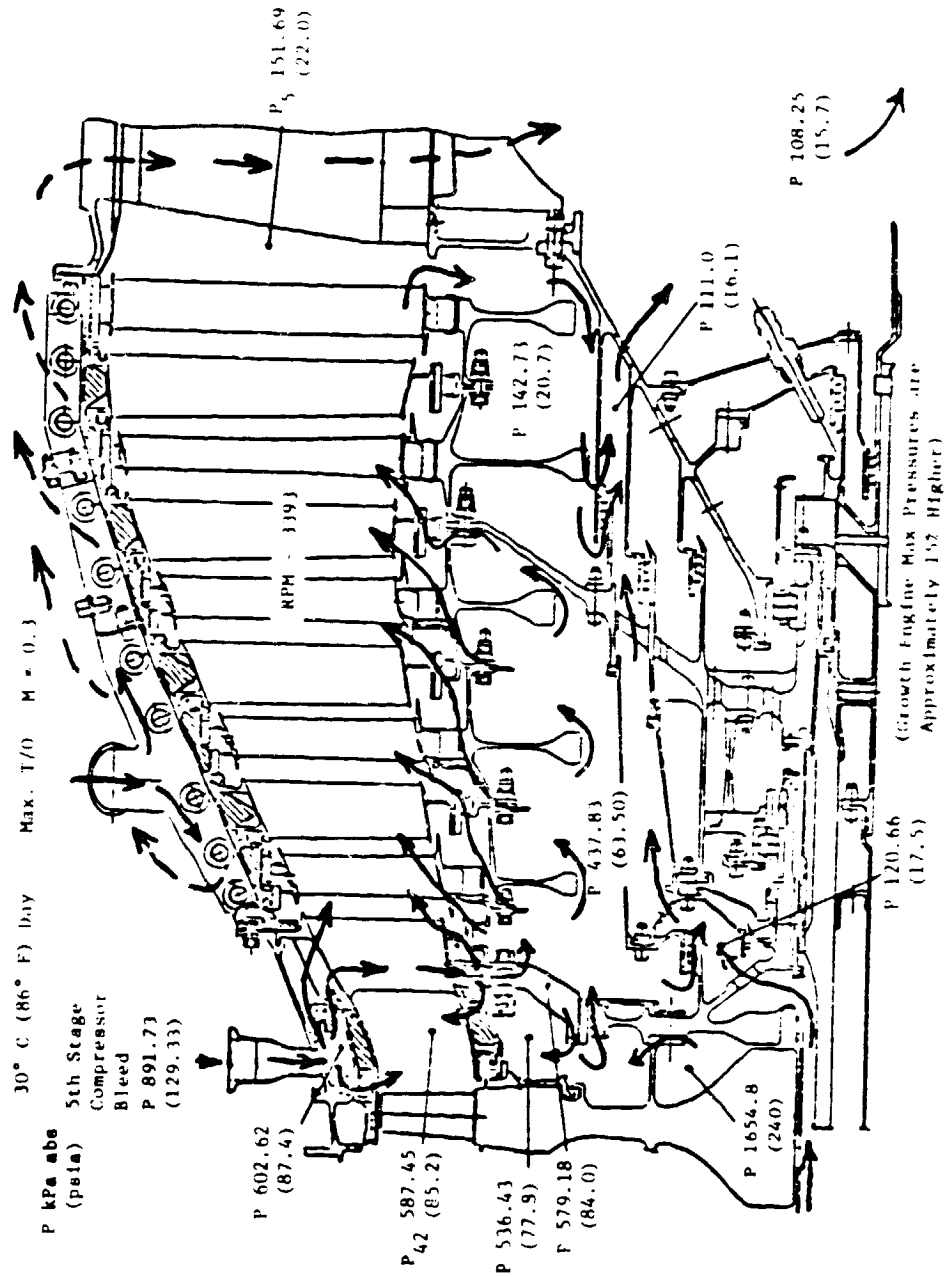 P kPa abs
(psia)
30° C (86° F) Day Max. T/O M = 0.3
5th Stage
Compressor
Bleed
P 891.73
(129.33)
P 602.62
(87.4)
P42 587.45
(85.2)
P 536.43
(77.9)
P 579.18
(84.0)
P 1654.8
(240)
P 437.83
(63.50)
RPM - 3393
P 142.73
(20.7)
P5 151.69
(22.0)
P 111.0
(16.1)
P 108.25
(15.7)
P 120.66
(17.5)
(Growth Engine Max Pressures are
Approximately 15% Higher)